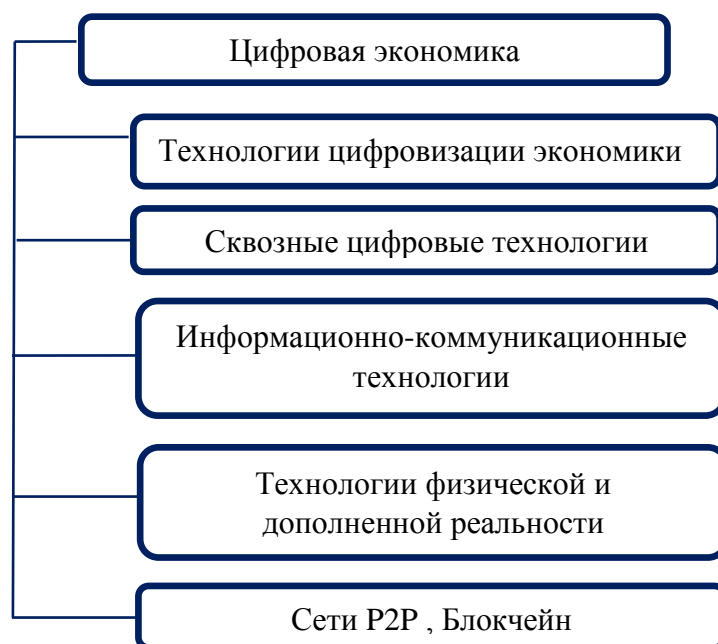 Цифровая экономика
Технологии цифровизации экономики
Сквозные цифровые технологии
Информационно-коммуникационные
технологии
Технологии физической и
дополненной реальности
Сети P2P , Блокчейн